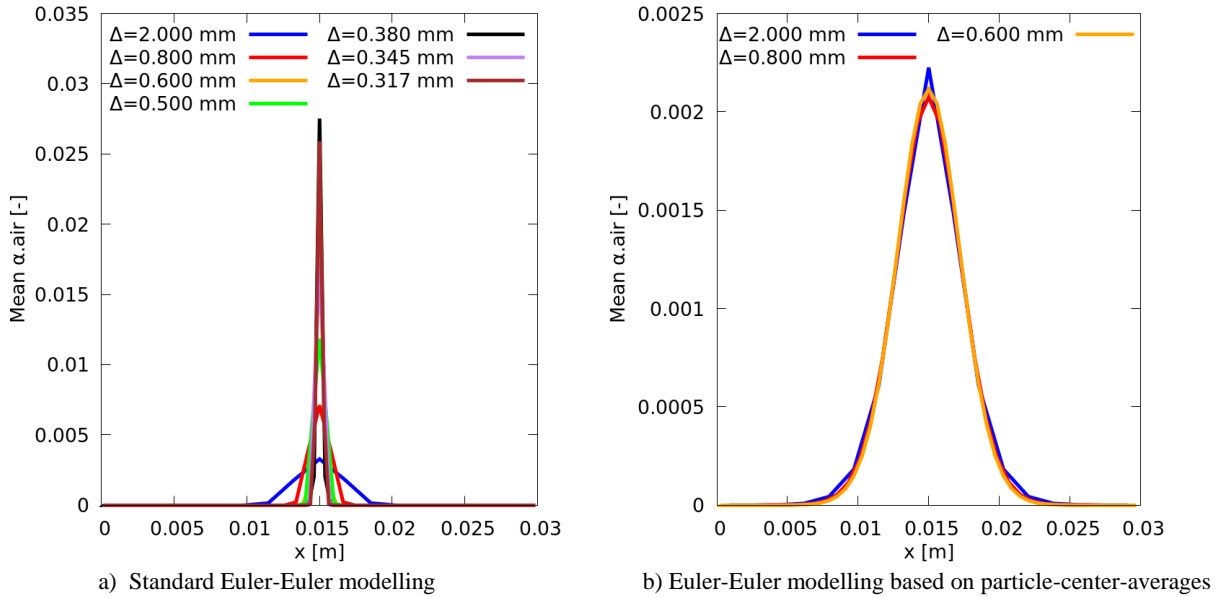 0.035
0.03
0.025
0.02
0.015
0.01
0.005
0
Mean α.air [-]
Δ=2.000 mm
Δ=0.800 mm
Δ=0.600 mm
Δ=0.500 mm
Δ=0.380 mm
Δ=0.345 mm
Δ=0.317 mm
0 0.005 0.01 0.015 0.02 0.025 0.03
x [m]
a) Standard Euler-Euler modelling
0.0025
0.002
0.0015
0.001
0.0005
0
Mean α.air [-]
Δ=2.000 mm
Δ=0.800 mm
Δ=0.600 mm
0 0.005 0.01 0.015 0.02 0.025 0.03
x [m]
b) Euler-Euler modelling based on particle-center-averages